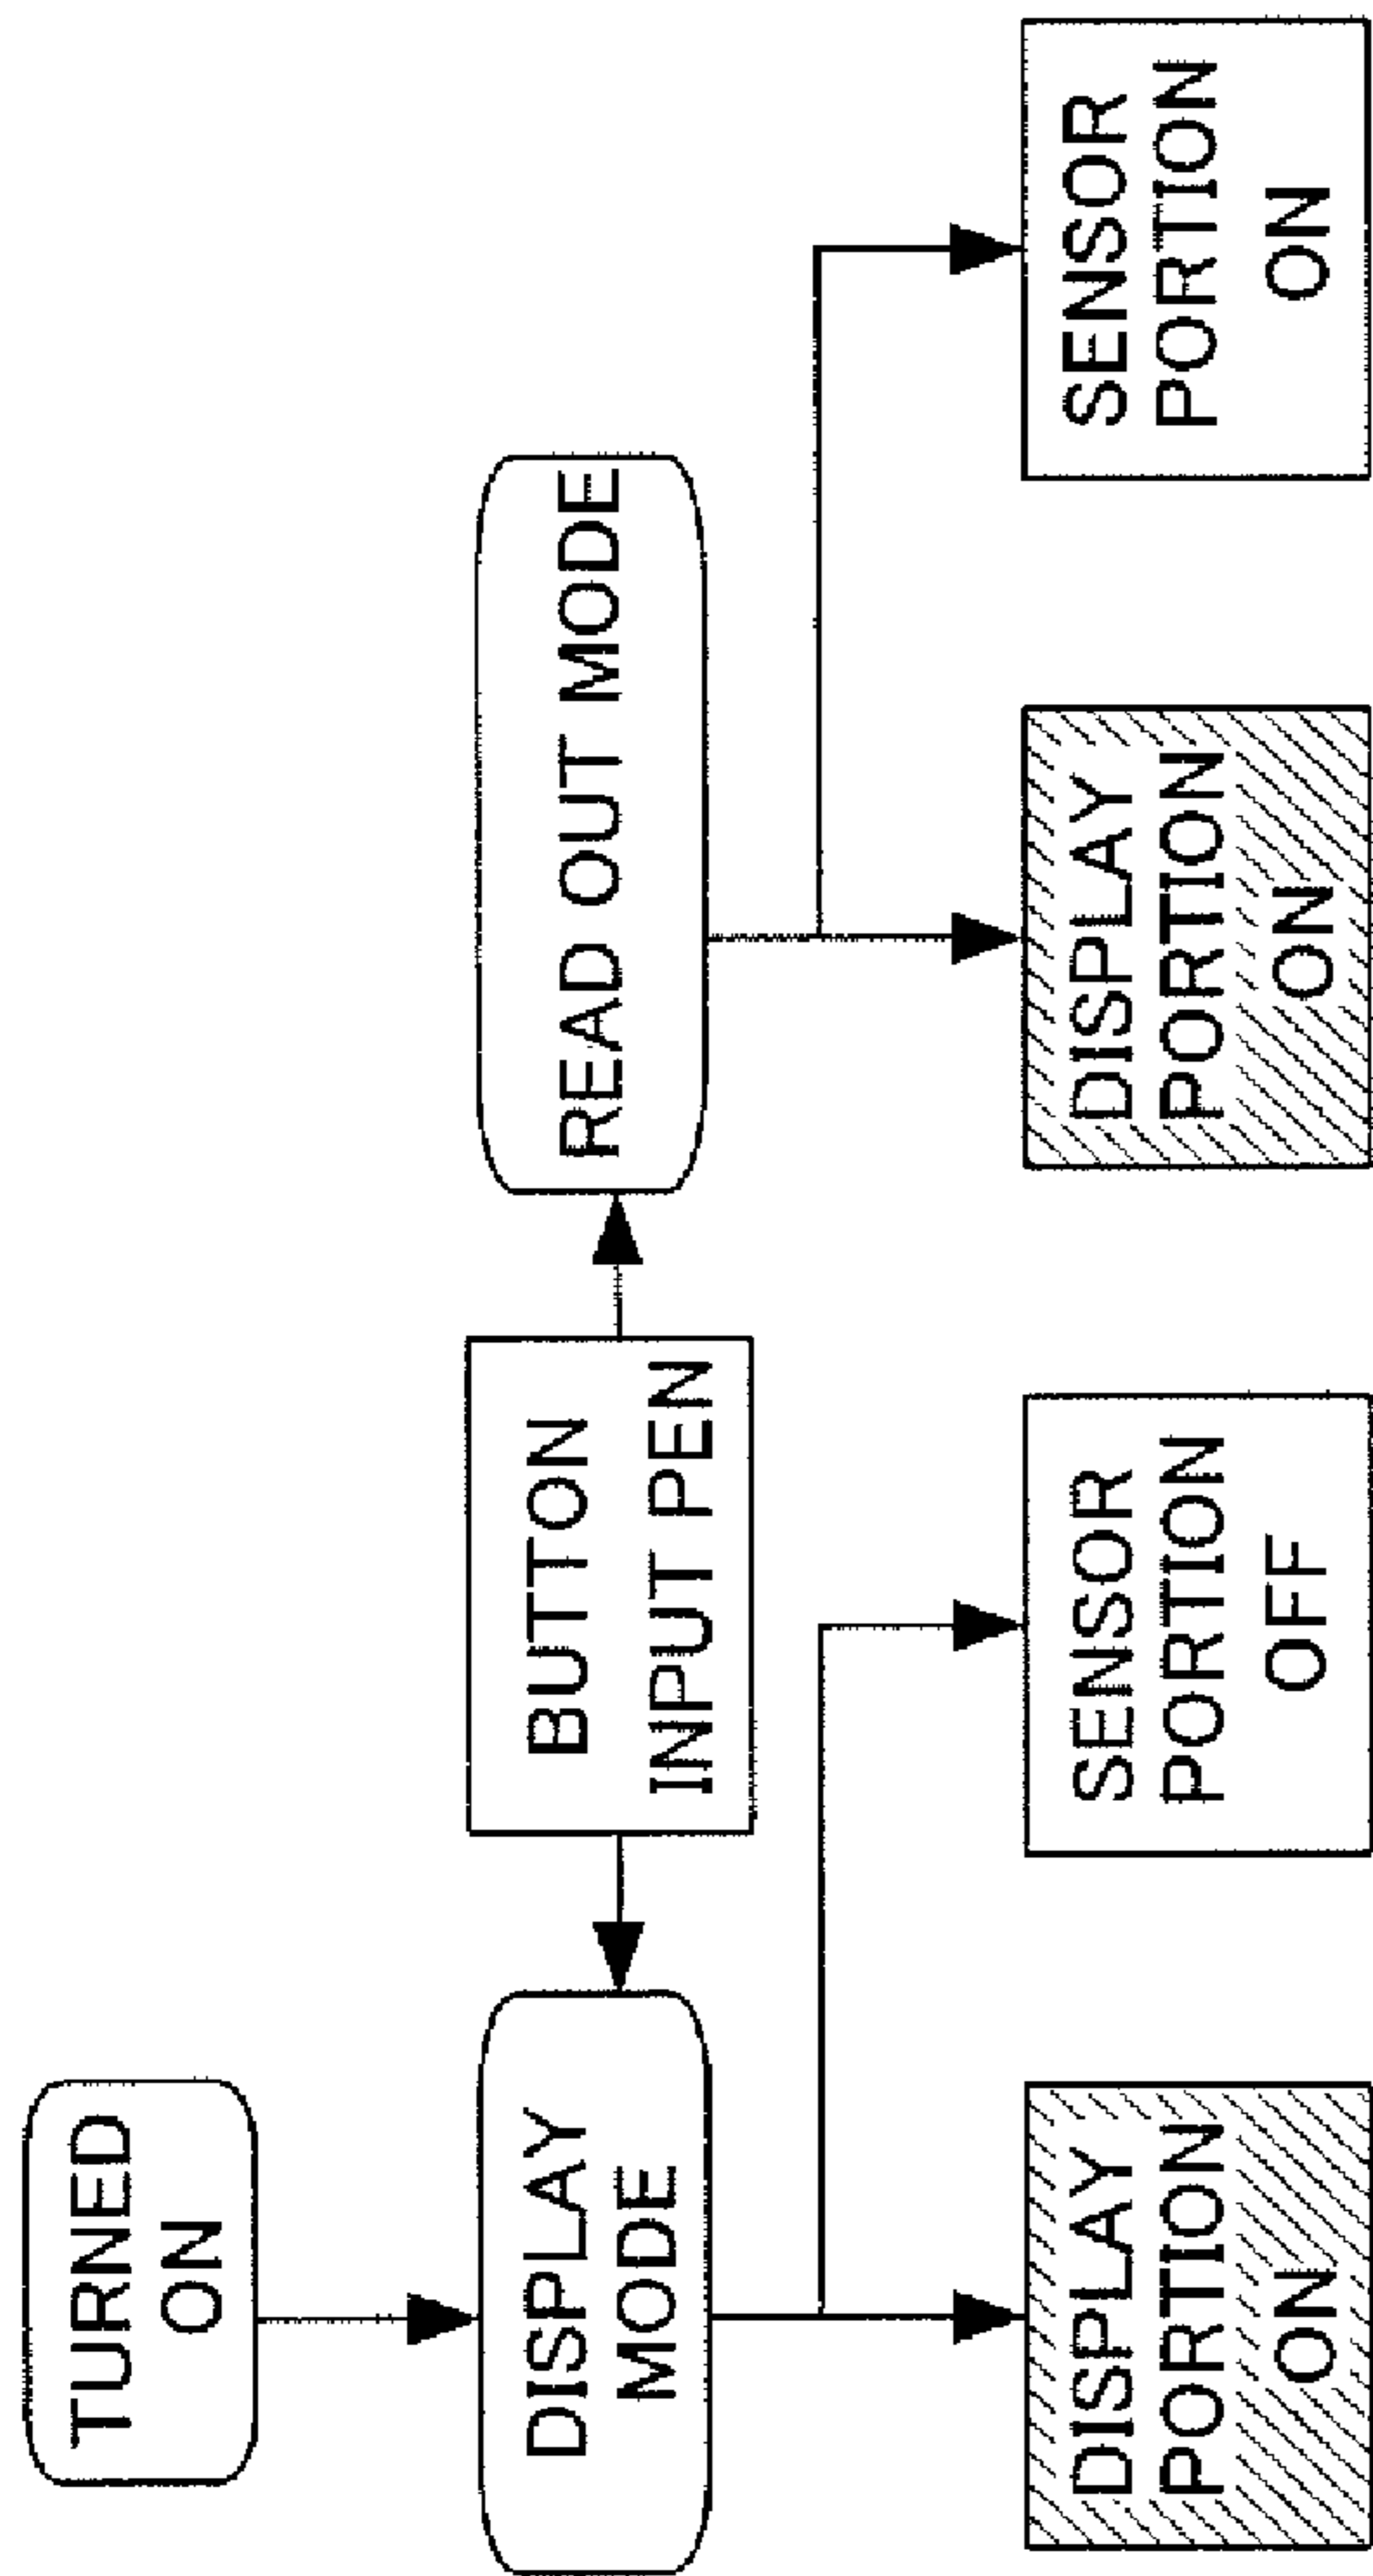 TURNED
ON
DISPLAY
MODE
BUTTON
INPUT PEN
READ OUT MODE
DISPLAY
PORTION
ON
SENSOR
PORTION
OFF
DISPLAY
PORTION
ON
SENSOR
PORTION
ON